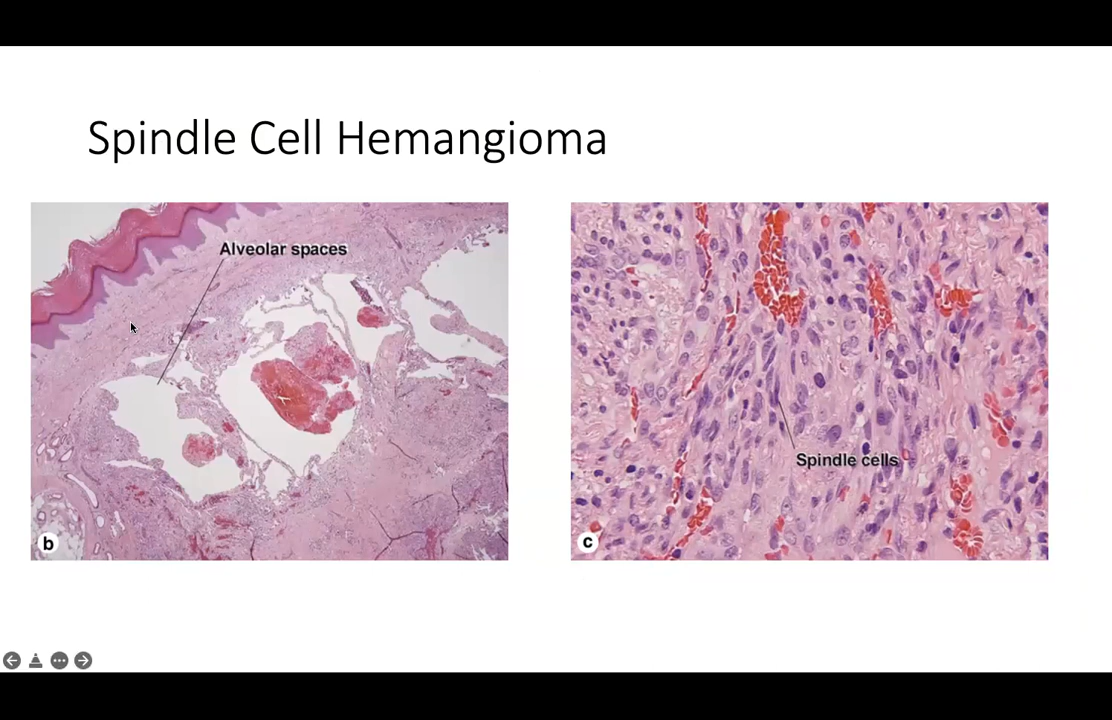 Spindle Cell Hemangioma
Alveolar spaces
Spindle cells
b
c